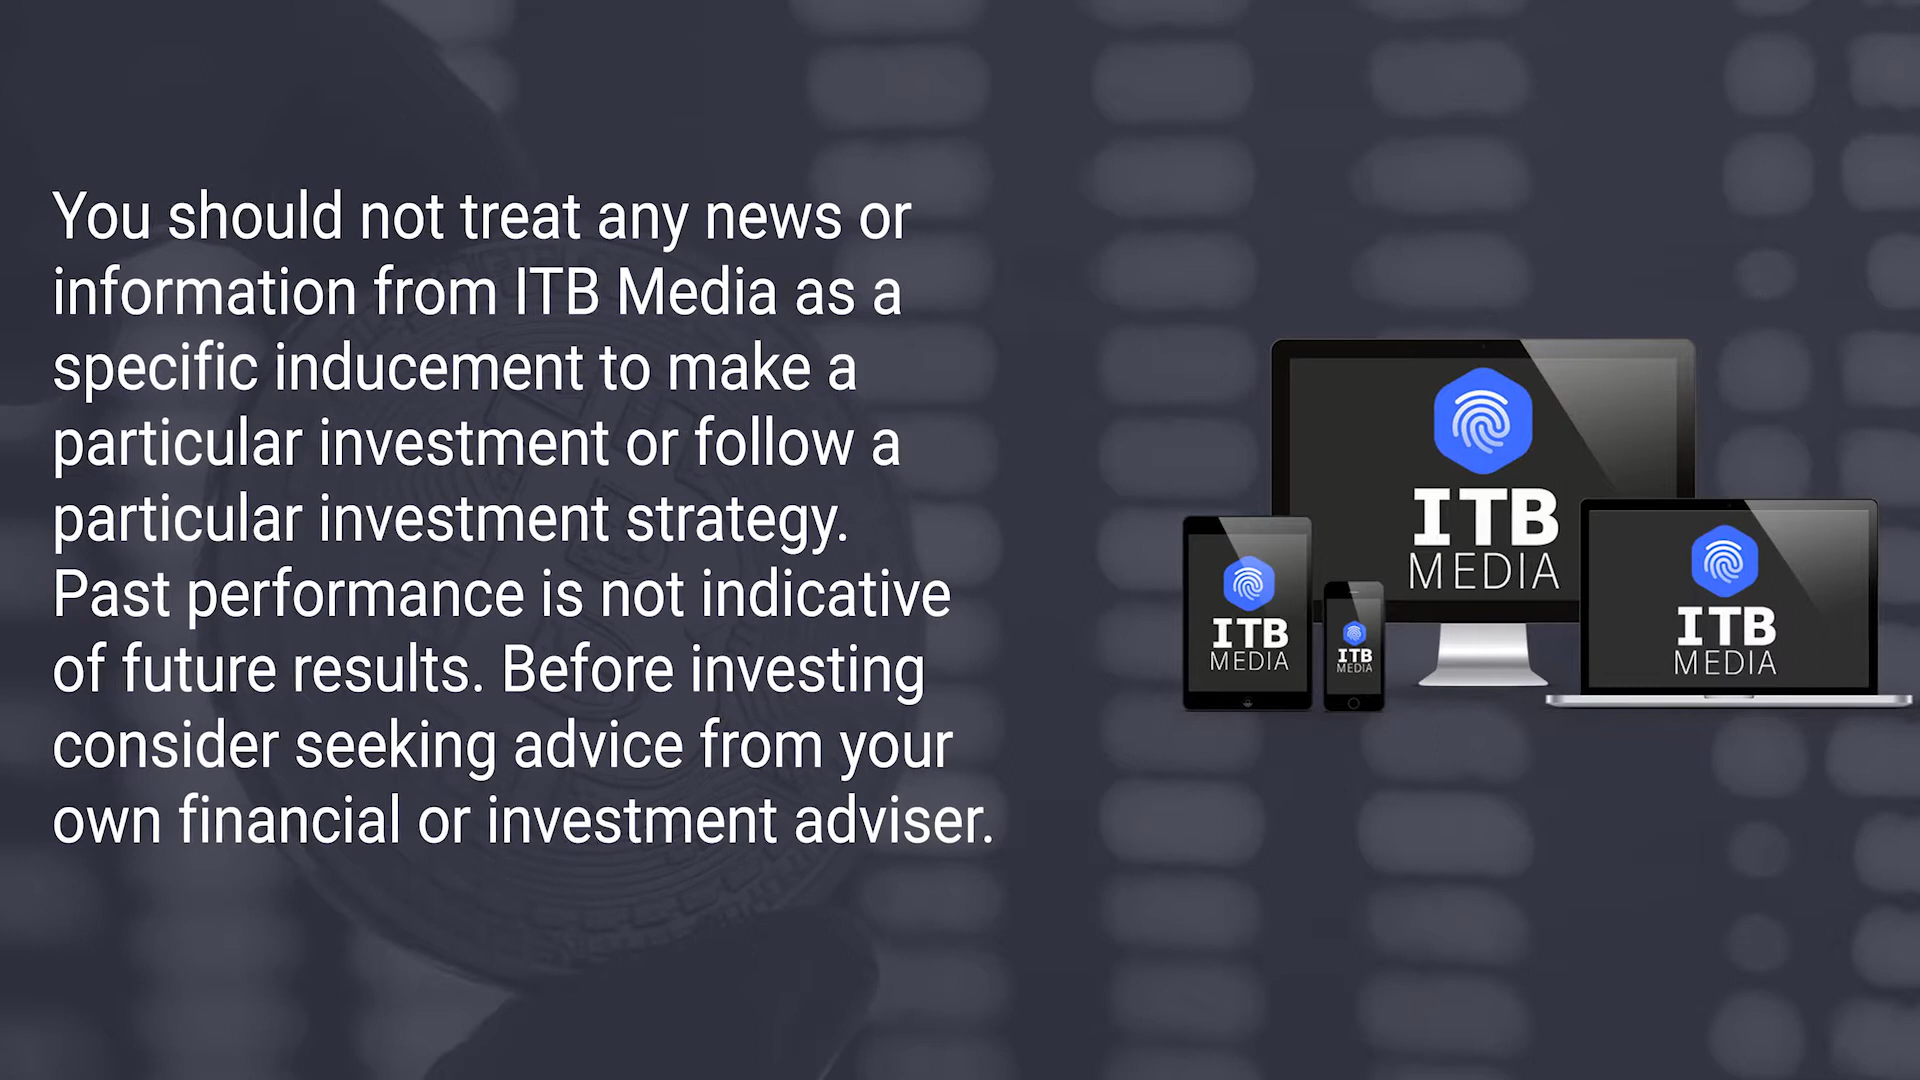 You should not treat any news or
information from ITB Media as a
specific inducement to make a
particular investment or follow a
particular investment strategy.
Past performance is not indicative
of future results. Before investing
consider seeking advice from your
own financial or investment adviser.
ITB
MEDIA
ITB
MEDIA
ITB
MEDIA
ITB
MEDIA